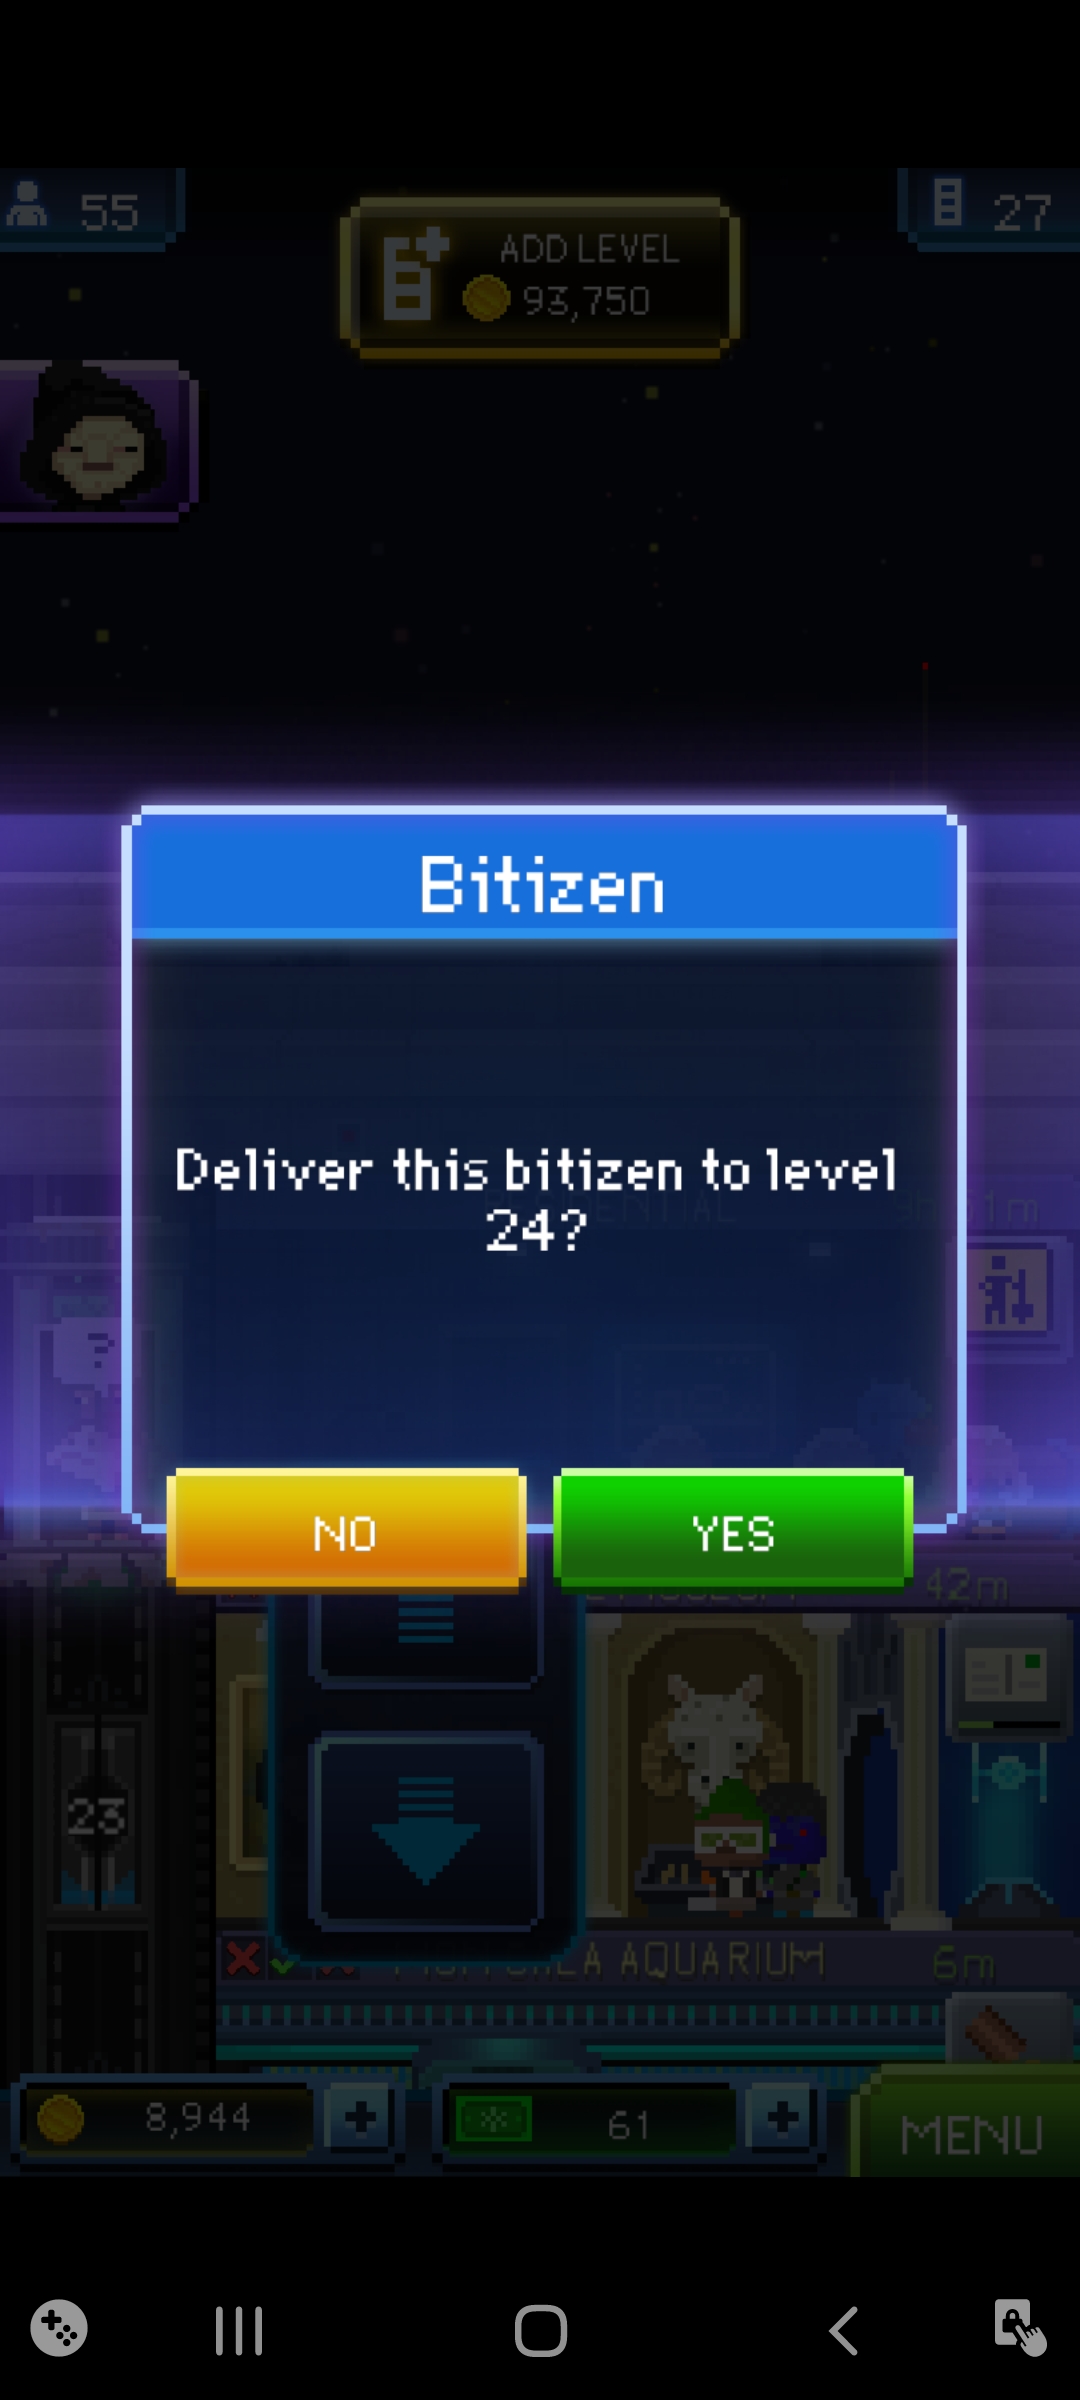 55
27
ADD LEVEL
93,750
Bitizen
Deliver this bitizen to level
24?
RESIDENTIAL
?
NO
YES
42m
23
AQUARIUM
6m
8,944
61
MENU